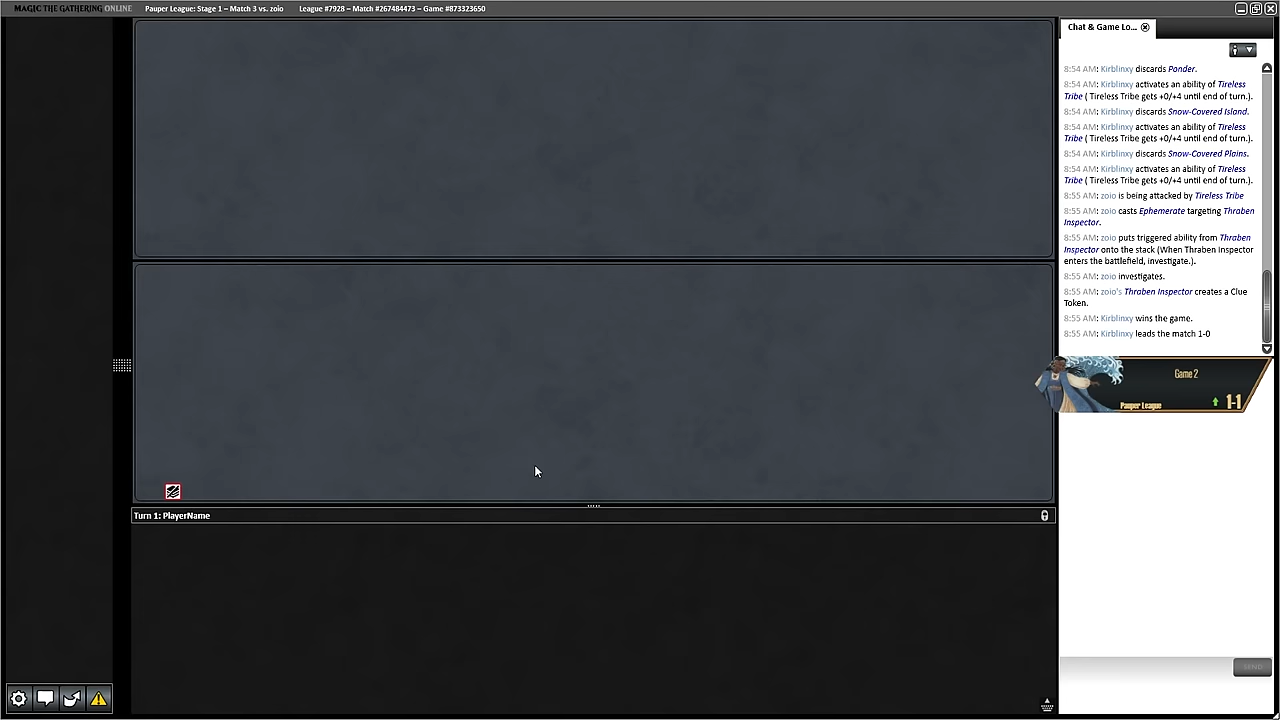 MAGIC THE GATHERING ONLINE Pauper League: Stage 1 – Match 3 vs. zoio League #7928 – Match #267484473 – Game #873323650
Chat & Game Lo...
8:54 AM: Kirblinxy discards Ponder.
8:54 AM: Kirblinxy activates an ability of Tireless
Tribe ( Tireless Tribe gets +0/+4 until end of turn.).
8:54 AM: Kirblinxy discards Snow-Covered Island.
8:54 AM: Kirblinxy activates an ability of Tireless
Tribe ( Tireless Tribe gets +0/+4 until end of turn.).
8:54 AM: Kirblinxy discards Snow-Covered Plains.
8:54 AM: Kirblinxy activates an ability of Tireless
Tribe ( Tireless Tribe gets +0/+4 until end of turn.).
8:55 AM: zoio is being attacked by Tireless Tribe
8:55 AM: zoio casts Ephemerate targeting Thraben
Inspector.
8:55 AM: zoio puts triggered ability from Thraben
Inspector onto the stack (When Thraben Inspector
enters the battlefield, investigate.).
8:55 AM: zoio investigates.
8:55 AM: zoio's Thraben Inspector creates a Clue
Token.
8:55 AM: Kirblinxy wins the game.
8:55 AM: Kirblinxy leads the match 1-0
Game 2
Pauper League 1-1
Turn 1: PlayerName
SEND